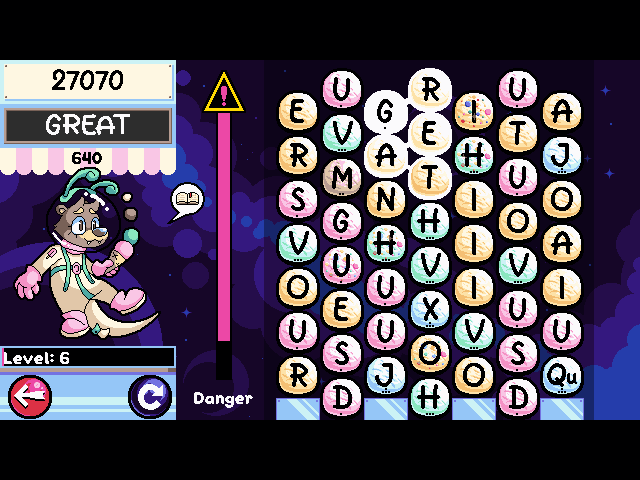 27070
GREAT
640
!
Level: 6
Danger
E R S V O U R
U V M G U E S D
G A N H U U J
R E T H V X O H
I H I I I V O
U T U O V U S D
A J O A I U Qu